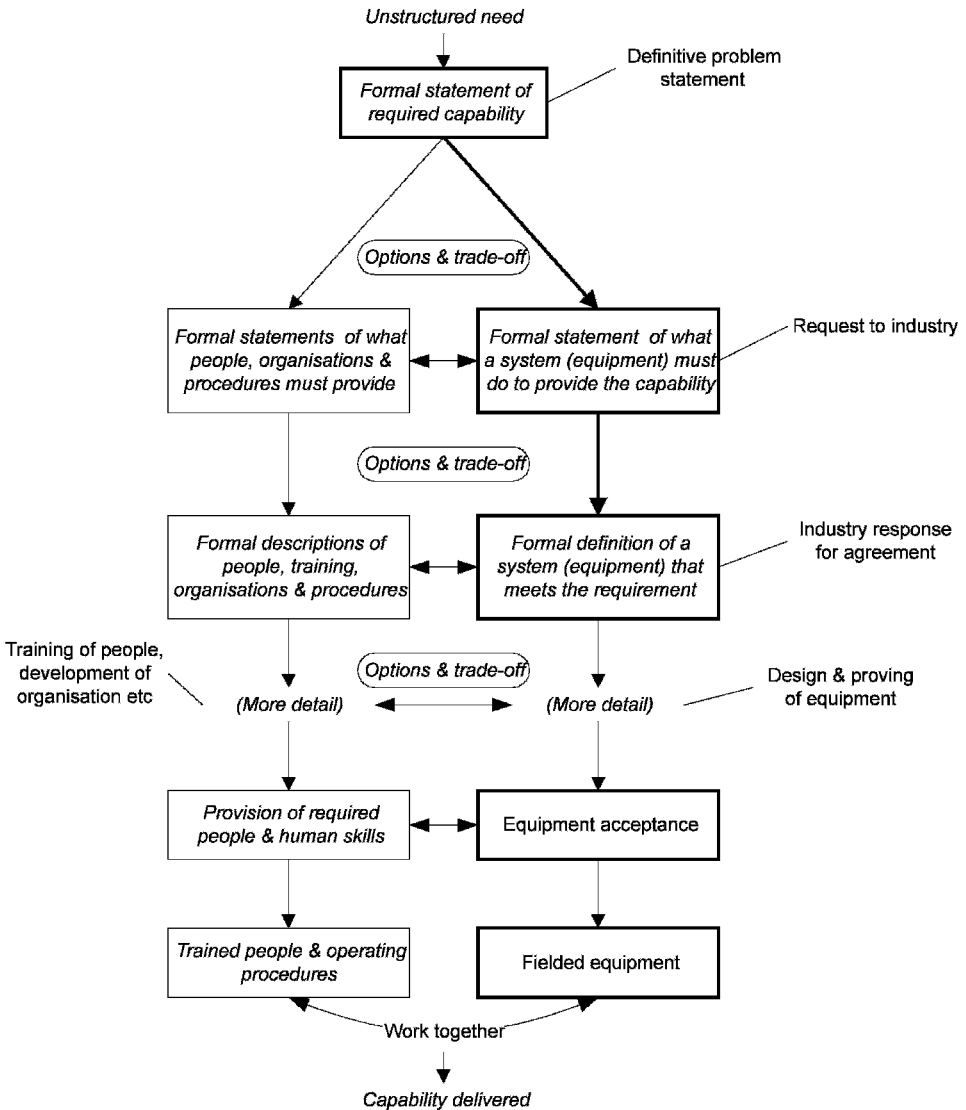 Unstructured need
Definitive problem
statement
Formal statement of
required capability
Options & trade-off
Formal statements of what
people, organisations &
procedures must provide
Formal statement of what
a system (equipment) must
do to provide the capability
Request to industry
Options & trade-off
Formal descriptions of
people, training,
organisations & procedures
Formal definition of a
system (equipment) that
meets the requirement
Industry response
for agreement
Training of people,
development of
organisation etc
Options & trade-off
(More detail)
(More detail)
Design & proving
of equipment
Provision of required
people & human skills
Equipment acceptance
Trained people & operating
procedures
Fielded equipment
Work together
Capability delivered